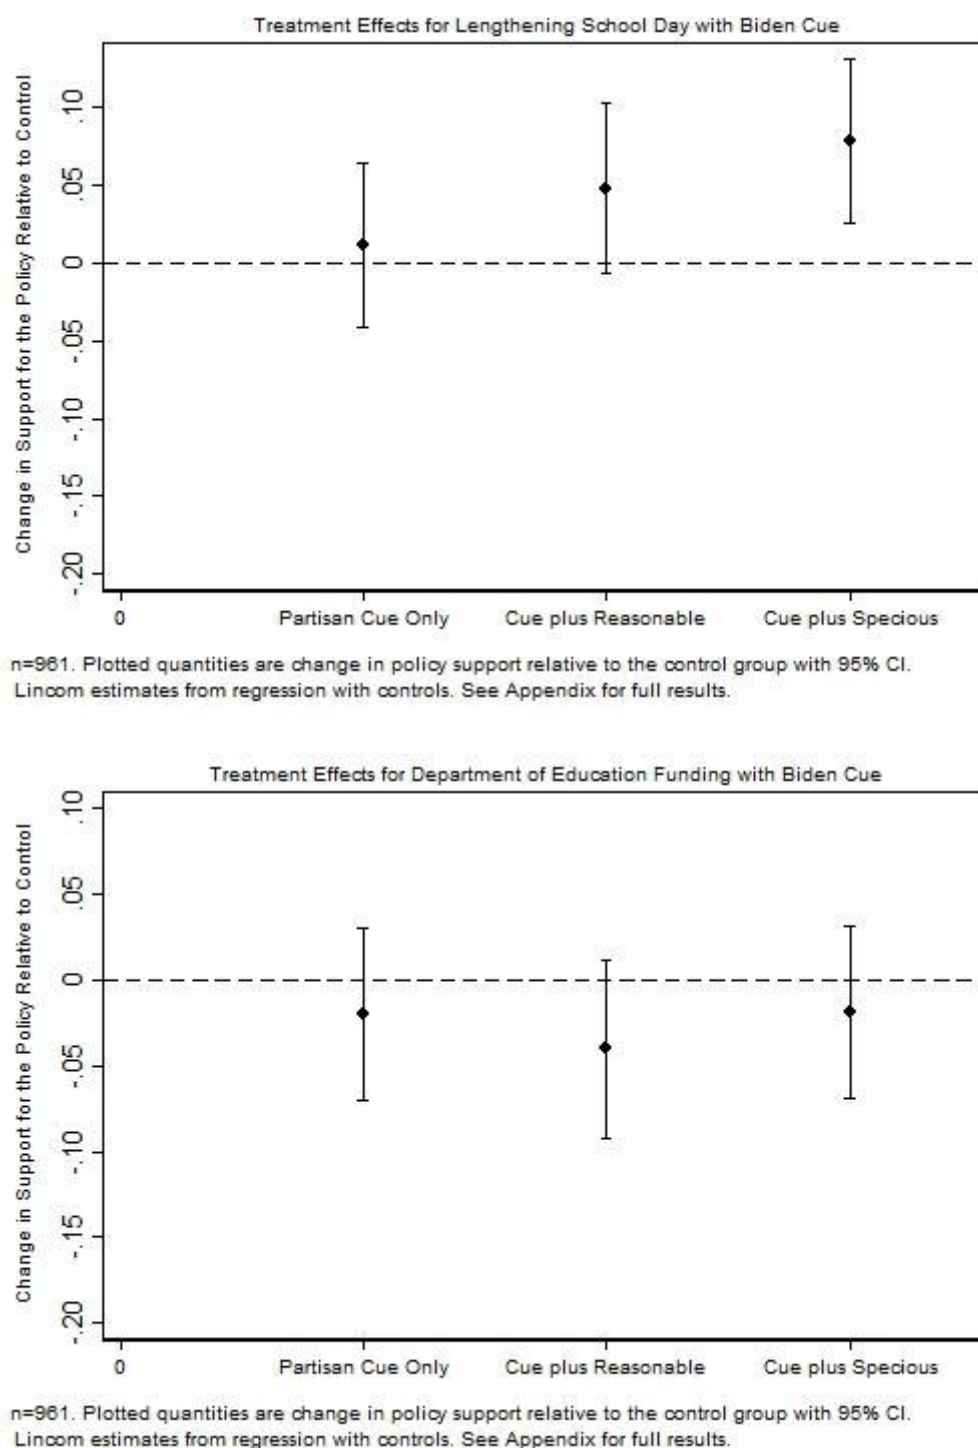 Treatment Effects for Lengthening School Day with Biden Cue
Change in Support for the Policy Relative to Control
.10
.05
0
-.05
-.10
-.15
-.20
0 Partisan Cue Only Cue plus Reasonable Cue plus Specious
n=961. Plotted quantities are change in policy support relative to the control group with 95% CI.
Lincom estimates from regression with controls. See Appendix for full results.
Treatment Effects for Department of Education Funding with Biden Cue
Change in Support for the Policy Relative to Control
.10
.05
0
-.05
-.10
-.15
-.20
0 Partisan Cue Only Cue plus Reasonable Cue plus Specious
n=961. Plotted quantities are change in policy support relative to the control group with 95% CI.
Lincom estimates from regression with controls. See Appendix for full results.